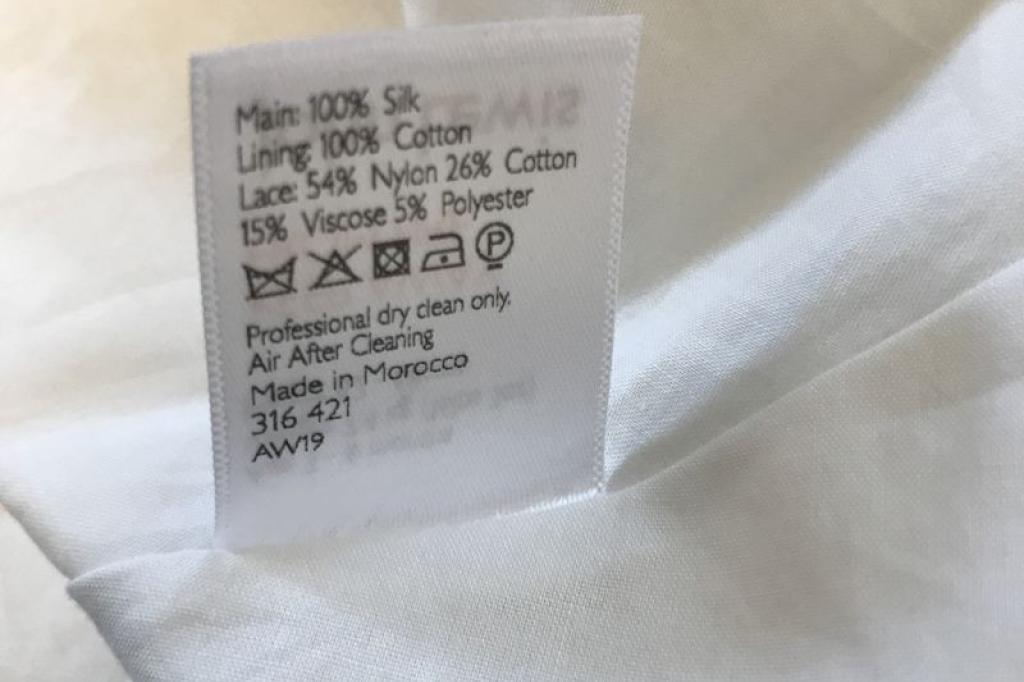 Main: 100% Silk
Lining: 100% Cotton
Lace: 54% Nylon 26% Cotton
15% Viscose 5% Polyester
P
Professional dry clean only.
Air After Cleaning
Made in Morocco
316 421
AW19